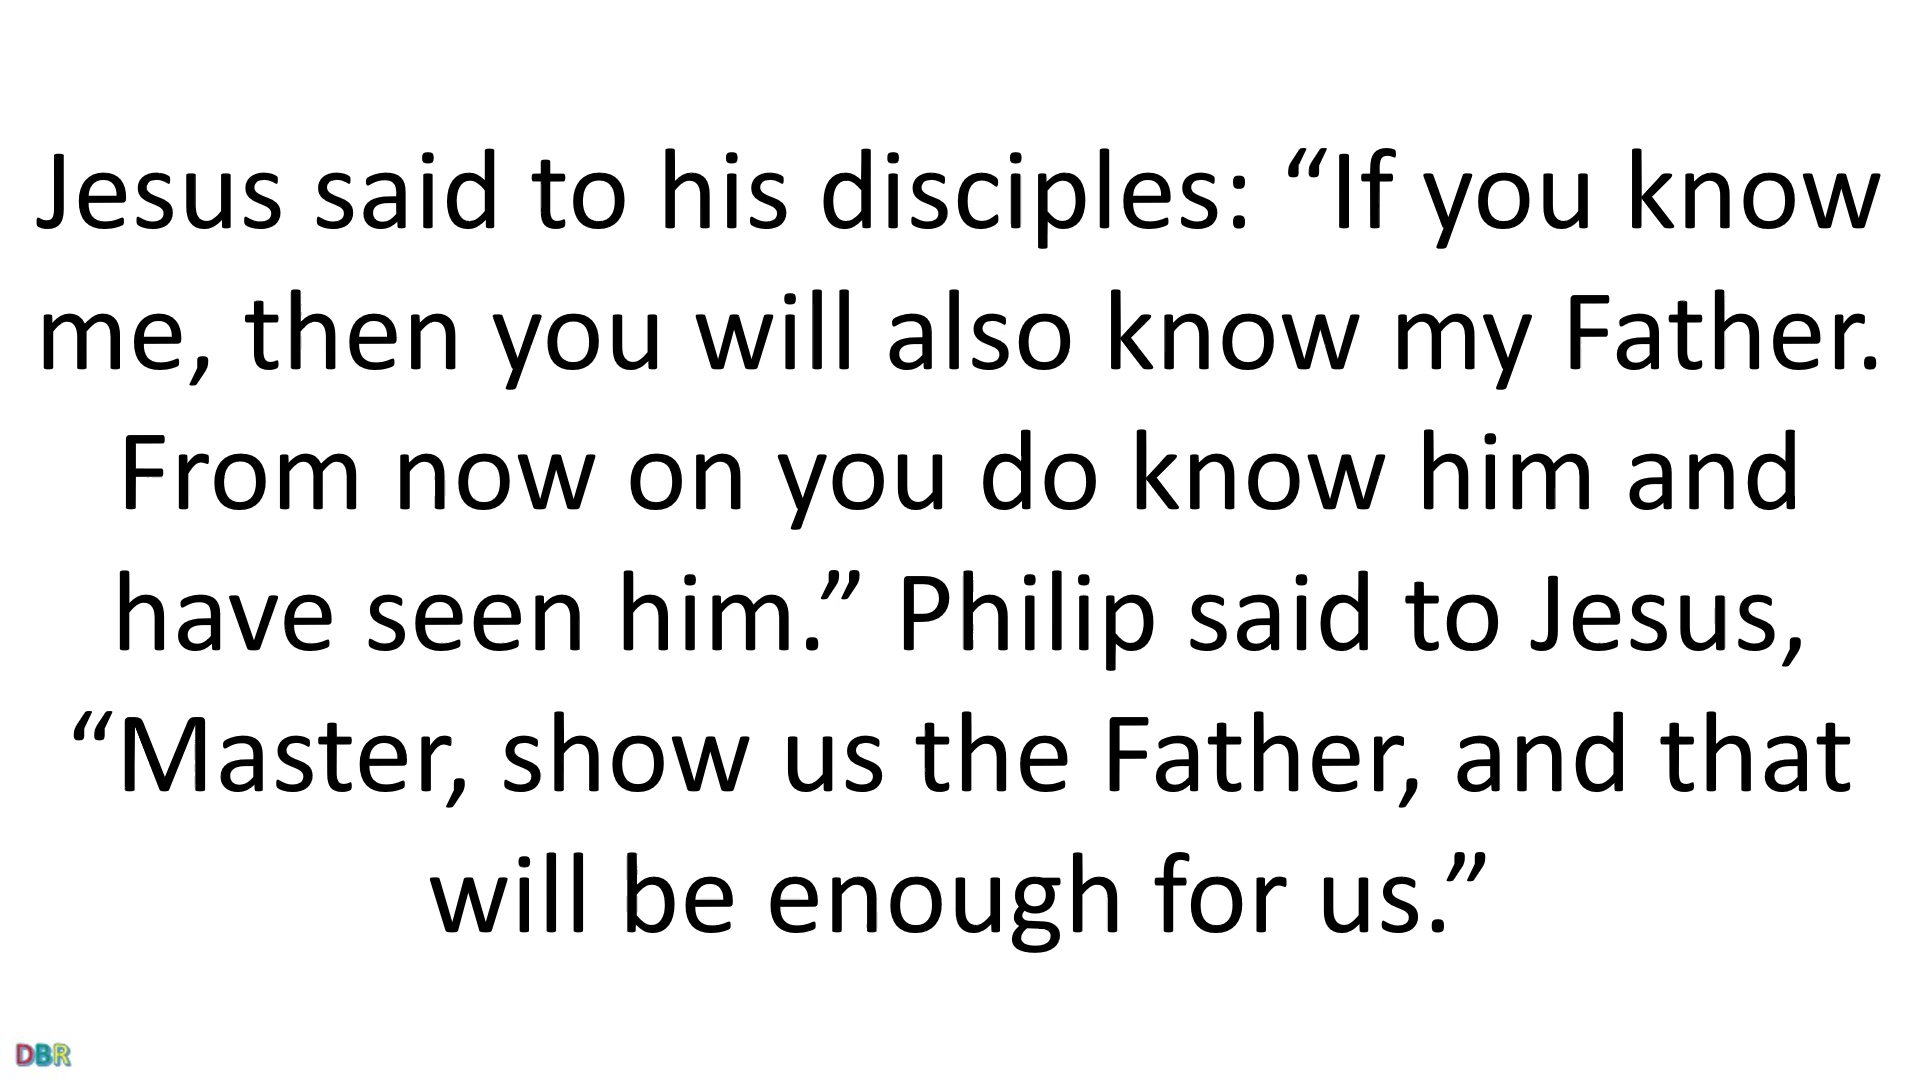 Jesus said to his disciples: “If you know
me, then you will also know my Father.
From now on you do know him and
have seen him.” Philip said to Jesus,
“Master, show us the Father, and that
will be enough for us.”
DBR